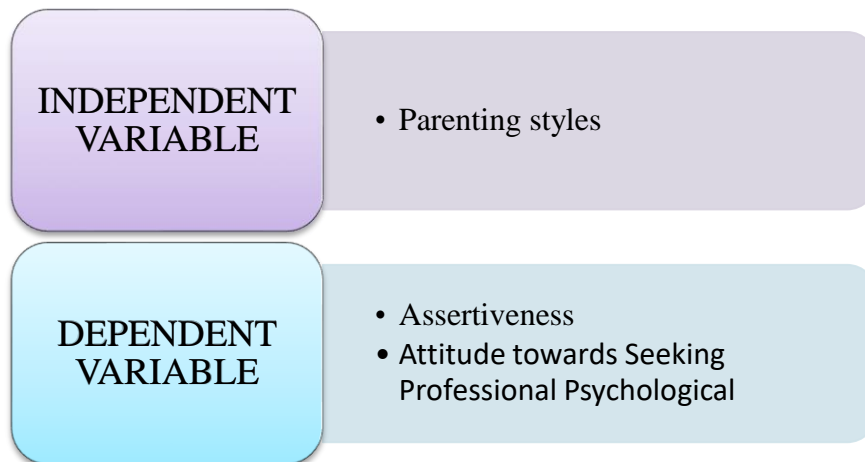 INDEPENDENT
VARIABLE
• Parenting styles
DEPENDENT
VARIABLE
• Assertiveness
• Attitude towards Seeking
Professional Psychological